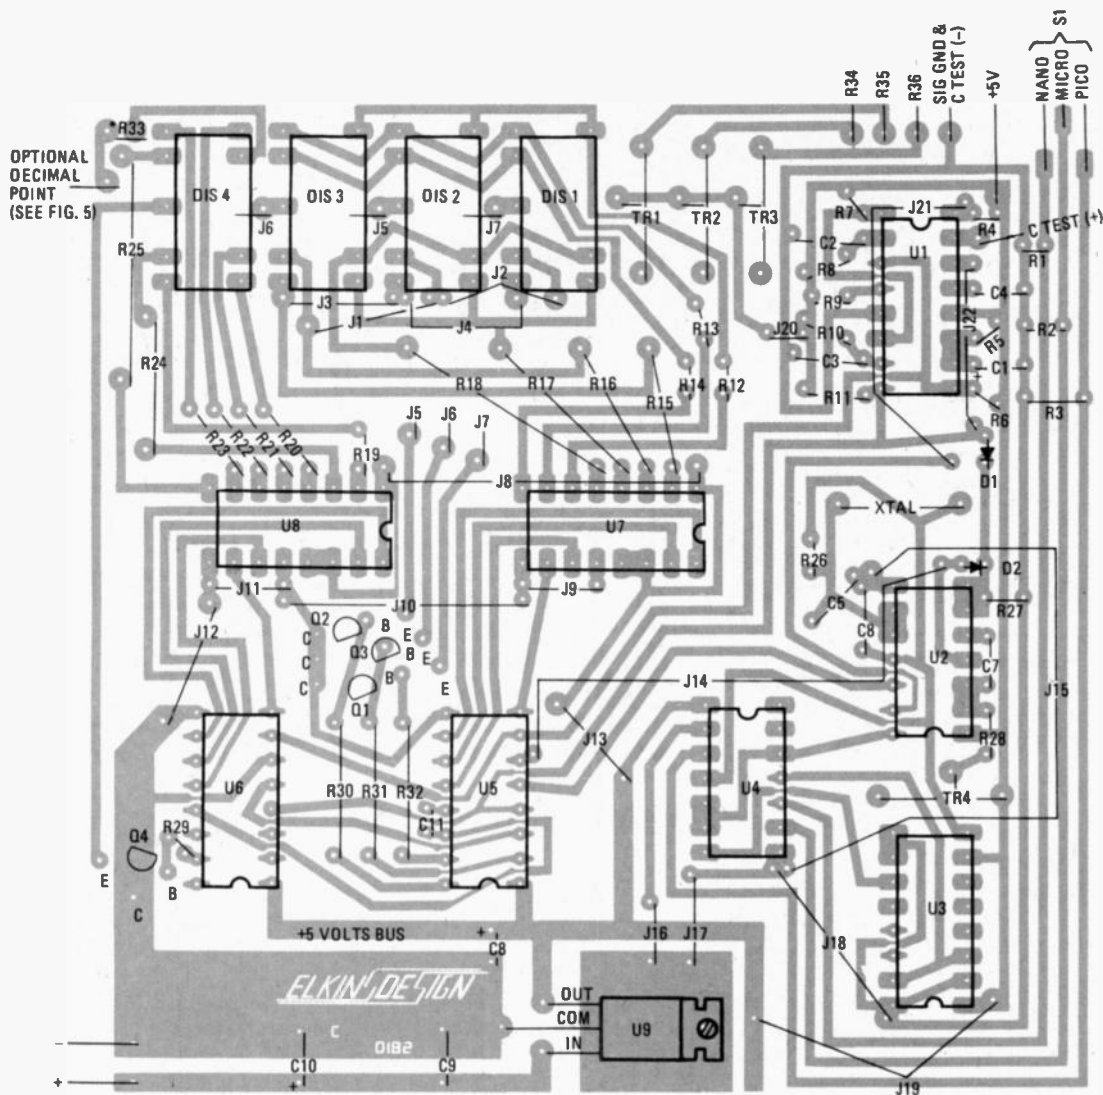 R34
R35
R36
SIG GND &
C TEST (–)
+5V
NANO
MICRO
PICO
S1
*R33
OPTIONAL
DECIMAL
POINT
(SEE FIG. 5)
DIS 4
DIS 3
DIS 2
DIS 1
TR1
TR2
TR3
R7
J21
R4
C TEST (+)
R25
J6
J5
J7
C2
U1
R1
R8
J2
J3
J1
J4
R9
C4
J22
R24
R13
J20
R10
R5
R2
C3
C1
+
R18
R17
R16
R15
R14
R12
R11
R6
R3
R23
R22
R21
R20
R19
J5
J6
J7
J8
D1
U8
U7
XTAL
R26
J11
J10
J9
D2
C5
R27
J12
Q2
B
C
E
C8
Q3
B
E
C
U2
C7
C
B
E
Q1
J14
J15
J13
R28
U6
R30
R31
R32
U5
U4
TR4
C11
Q4
R29
E
B
C
U3
+5 VOLTS BUS
+
C8
J16
J17
J18
ELKINS DESIGN
OUT
COM
IN
U9
C
0182
–
+
C10
+
C9
J19